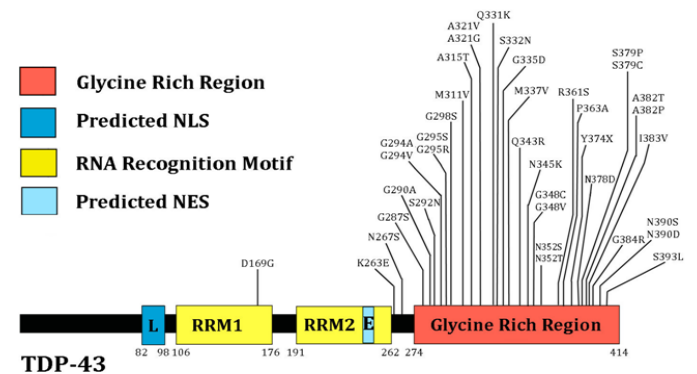 Glycine Rich Region
Predicted NLS
RNA Recognition Motif
Predicted NES
D169G
K263E
N267S
G287S
G290A
S292N
G294A
G294V
G295S
G295R
G298S
M311V
A315T
A321V
A321G
Q331K
S332N
G335D
M337V
Q343R
N345K
G348C
G348V
N352S
N352T
R361S
P363A
Y374X
N378D
S379P
S379C
A382T
A382P
I383V
G384R
N390S
N390D
S393L
L
RRM1
RRM2
E
Glycine Rich Region
82 98 106 176 191 262 274 414
TDP-43